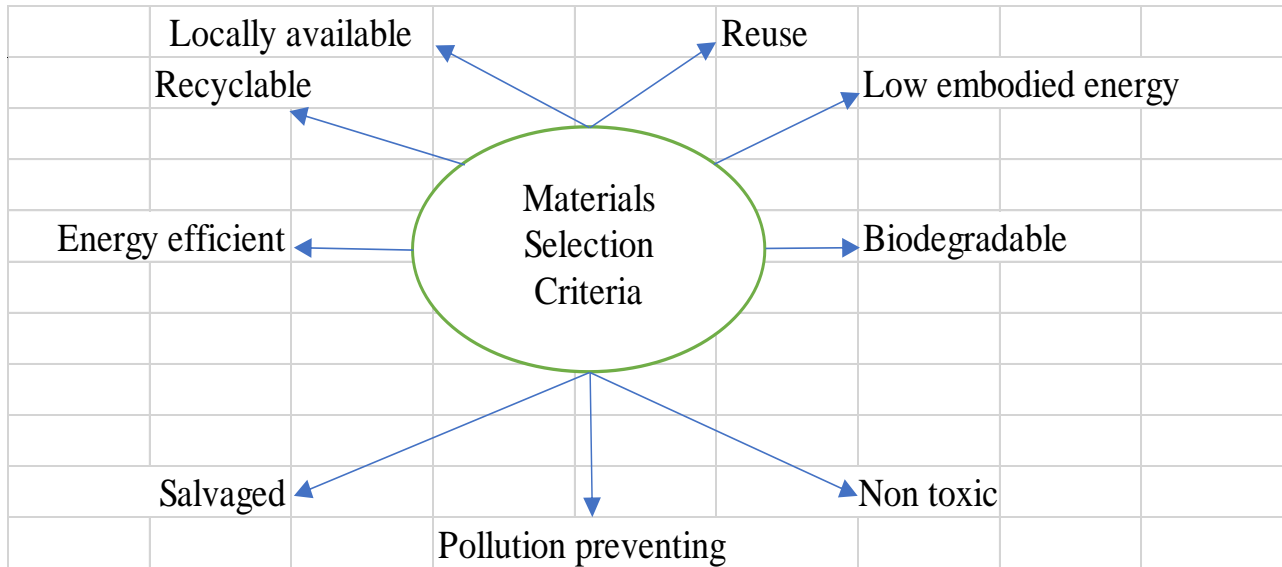 Locally available
Reuse
Recyclable
Low embodied energy
Materials
Selection
Criteria
Energy efficient
Biodegradable
Salvaged
Non toxic
Pollution preventing